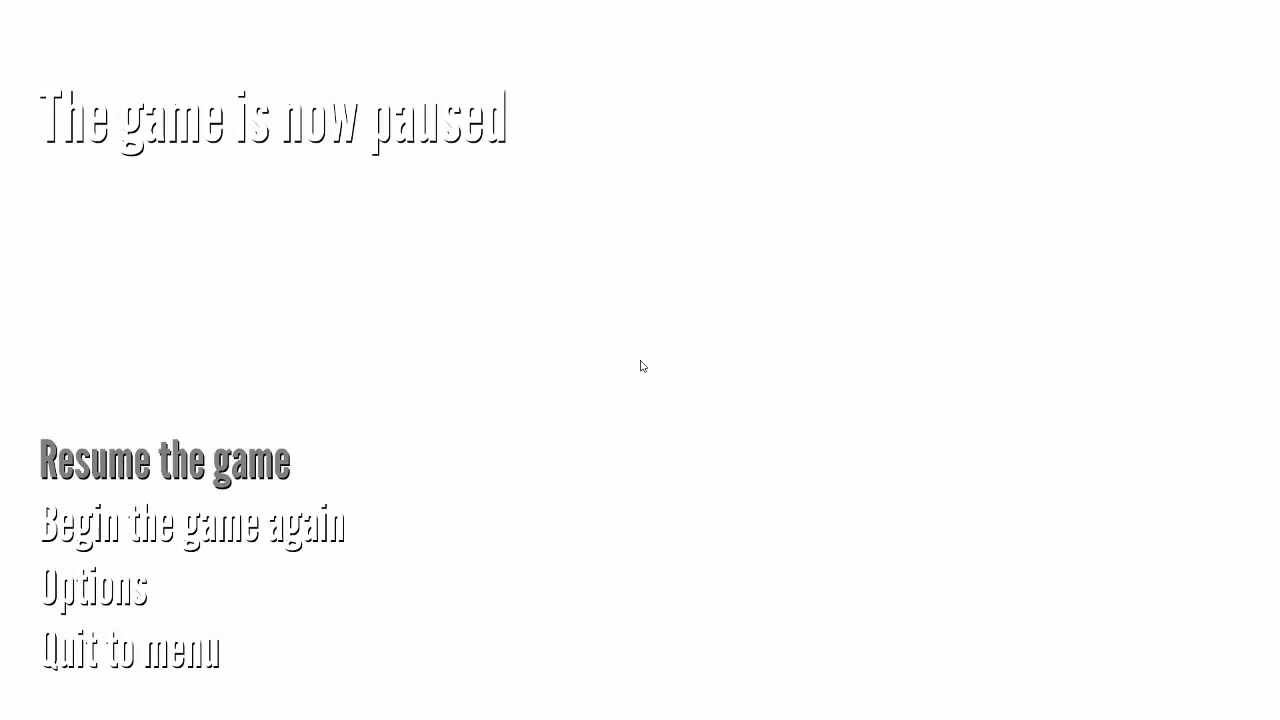 The game is now paused
Resume the game
Begin the game again
Options
Quit to menu